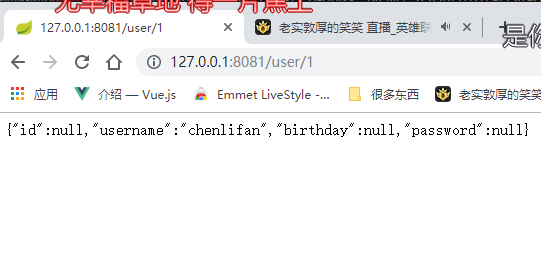 127.0.0.1:8081/user/1
老实敦厚的笑笑 直播_英雄联
是你
127.0.0.1:8081/user/1
应用
介绍 — Vue.js
Emmet LiveStyle -...
很多东西
老实敦厚的笑笑
{"id":null,"username":"chenlifan","birthday":null,"password":null}